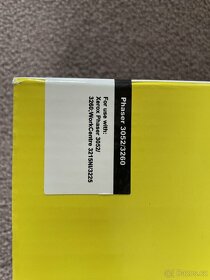 Phaser 3052/3260
For use with:
Xerox Phaser 3052/
3260;WorkCentre 3215NI/3225